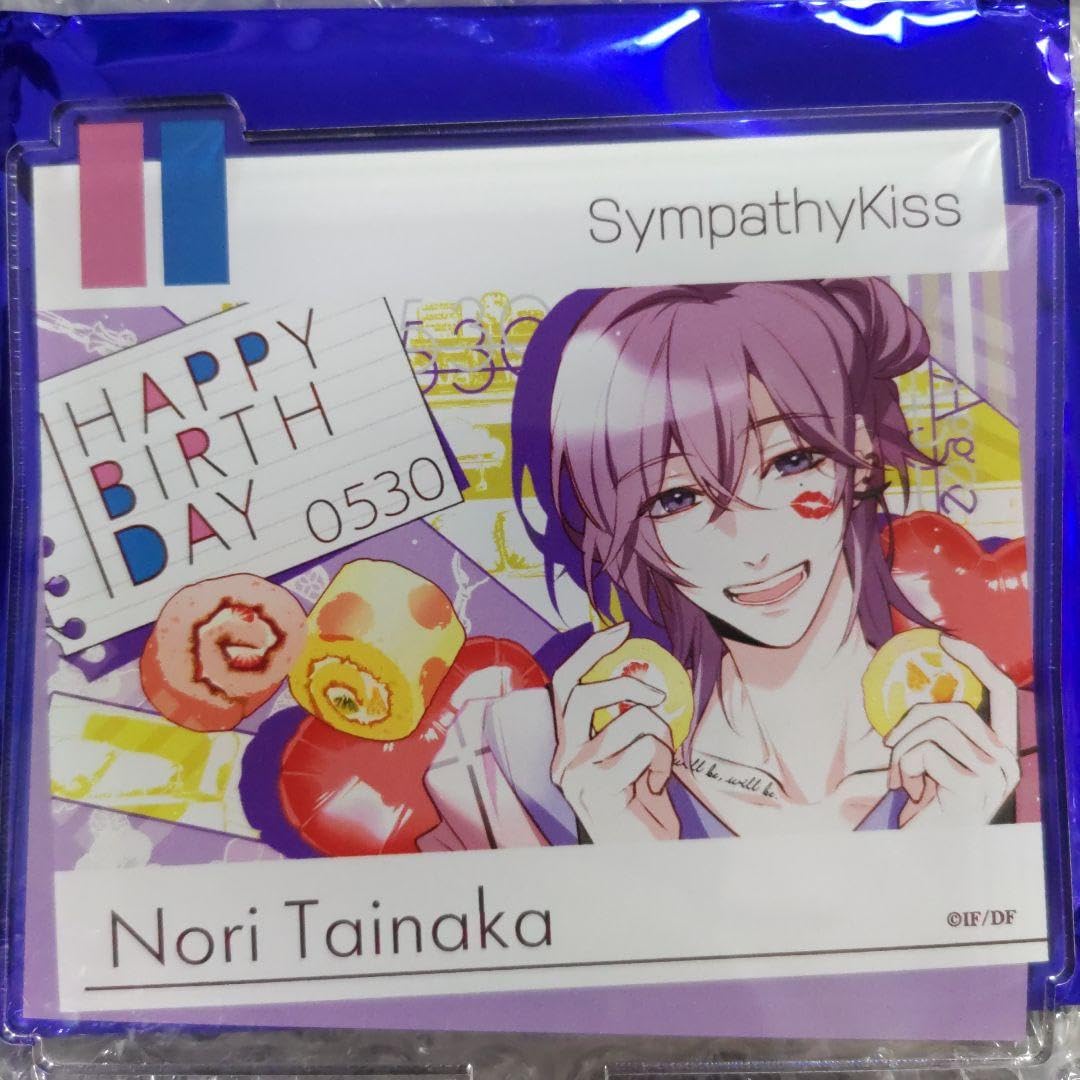 SympathyKiss
HAPPY
BIRTH
DAY 0530
will be, will be
Nori Tainaka
©IF/DF